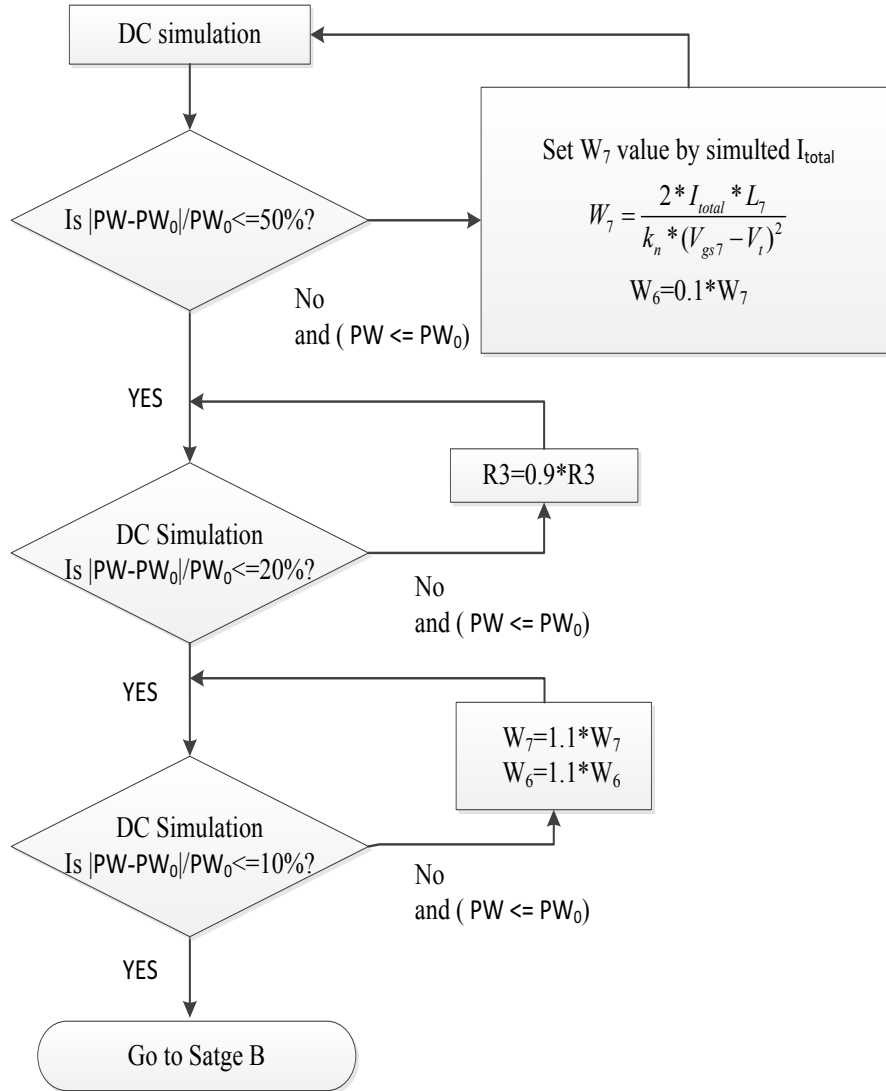 DC simulation
Is |PW-PW₀|/PW₀<=50%?
No
and ( PW <= PW₀)
Set W₇ value by simulted Iₜₒₜₐₗ
W₇ = 2 * Iₜₒₜₐₗ * L₇ / kₙ * (V_gs7 − Vₜ)²
W₆=0.1*W₇
YES
R3=0.9*R3
DC Simulation
Is |PW-PW₀|/PW₀<=20%?
No
and ( PW <= PW₀)
YES
W₇=1.1*W₇
W₆=1.1*W₆
DC Simulation
Is |PW-PW₀|/PW₀<=10%?
No
and ( PW <= PW₀)
YES
Go to Satge B